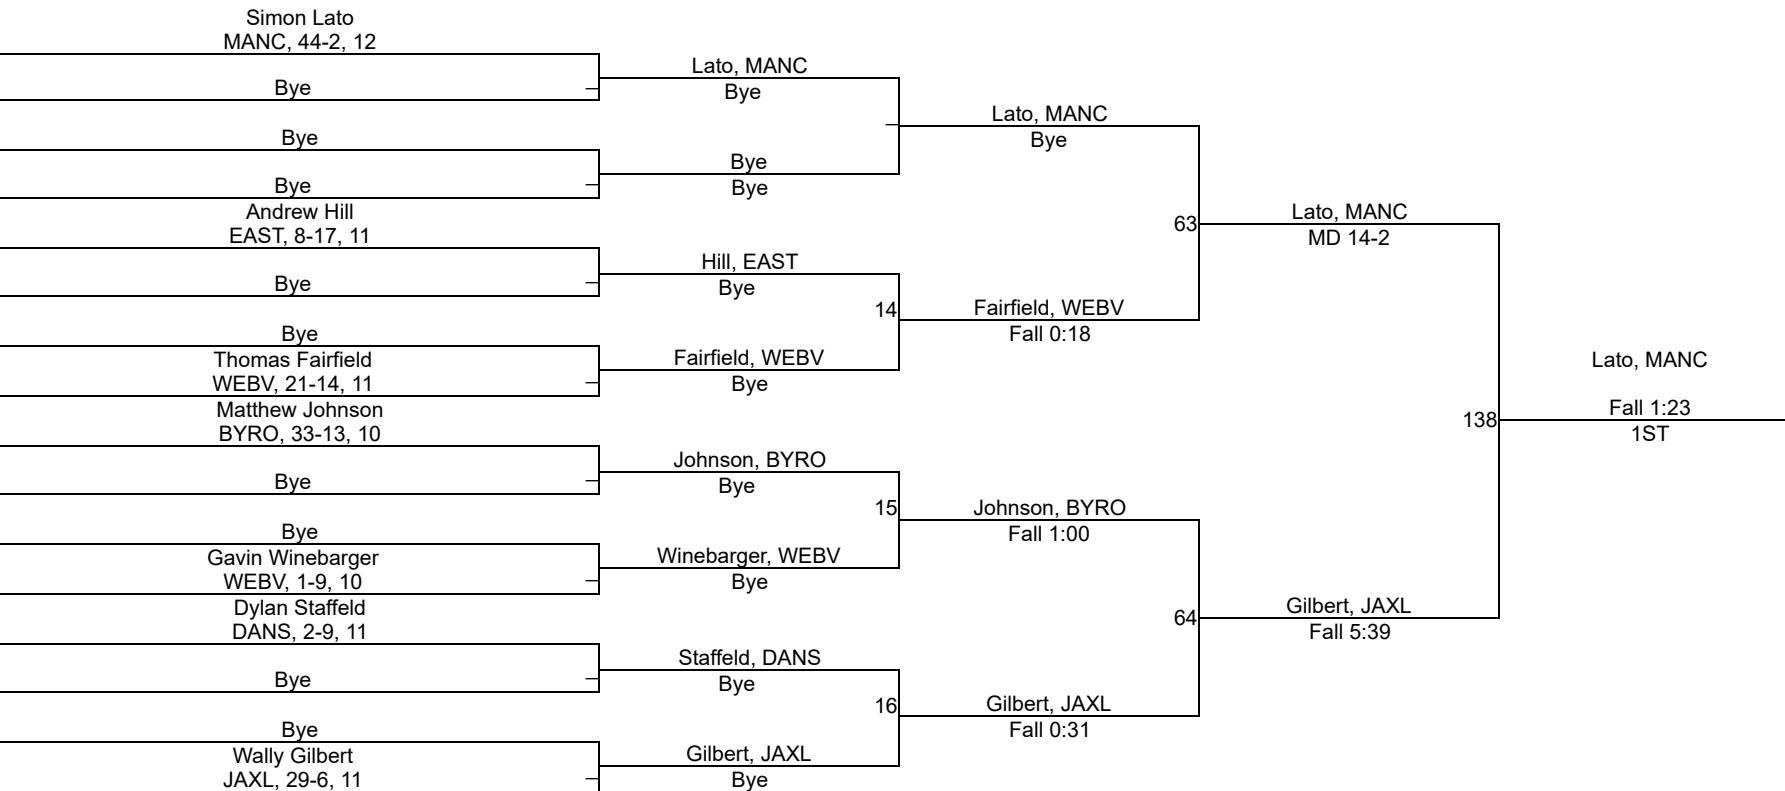 Simon Lato
MANC, 44-2, 12
Bye
Bye
Bye
Andrew Hill
EAST, 8-17, 11
Bye
Bye
Thomas Fairfield
WEBV, 21-14, 11
Matthew Johnson
BYRO, 33-13, 10
Bye
Bye
Gavin Winebarger
WEBV, 1-9, 10
Dylan Staffeld
DANS, 2-9, 11
Bye
Bye
Wally Gilbert
JAXL, 29-6, 11
Lato, MANC
Bye
Bye
Bye
Hill, EAST
Bye
14
Fairfield, WEBV
Bye
Johnson, BYRO
Bye
15
Winebarger, WEBV
Bye
Staffeld, DANS
Bye
16
Gilbert, JAXL
Bye
Lato, MANC
Bye
63
Fairfield, WEBV
Fall 0:18
Johnson, BYRO
Fall 1:00
64
Gilbert, JAXL
Fall 0:31
Lato, MANC
MD 14-2
138
Gilbert, JAXL
Fall 5:39
Lato, MANC
Fall 1:23
1ST